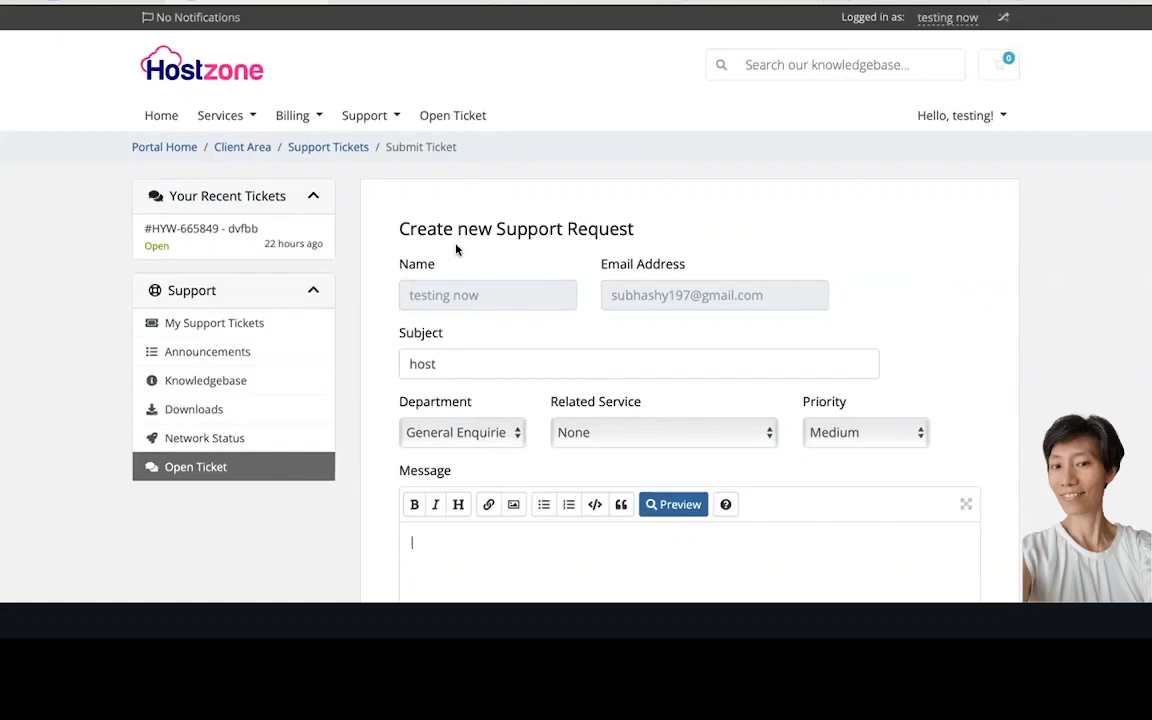 No Notifications
Logged in as: testing now
Hostzone
Search our knowledgebase...
0
Home Services Billing Support Open Ticket
Hello, testing!
Portal Home / Client Area / Support Tickets / Submit Ticket
Your Recent Tickets
#HYW-665849 - dvfbb
Open 22 hours ago
Support
My Support Tickets
Announcements
Knowledgebase
Downloads
Network Status
Open Ticket
Create new Support Request
Name Email Address
testing now subhashy197@gmail.com
Subject
host
Department Related Service Priority
General Enquirie None Medium
Message
B I H Preview